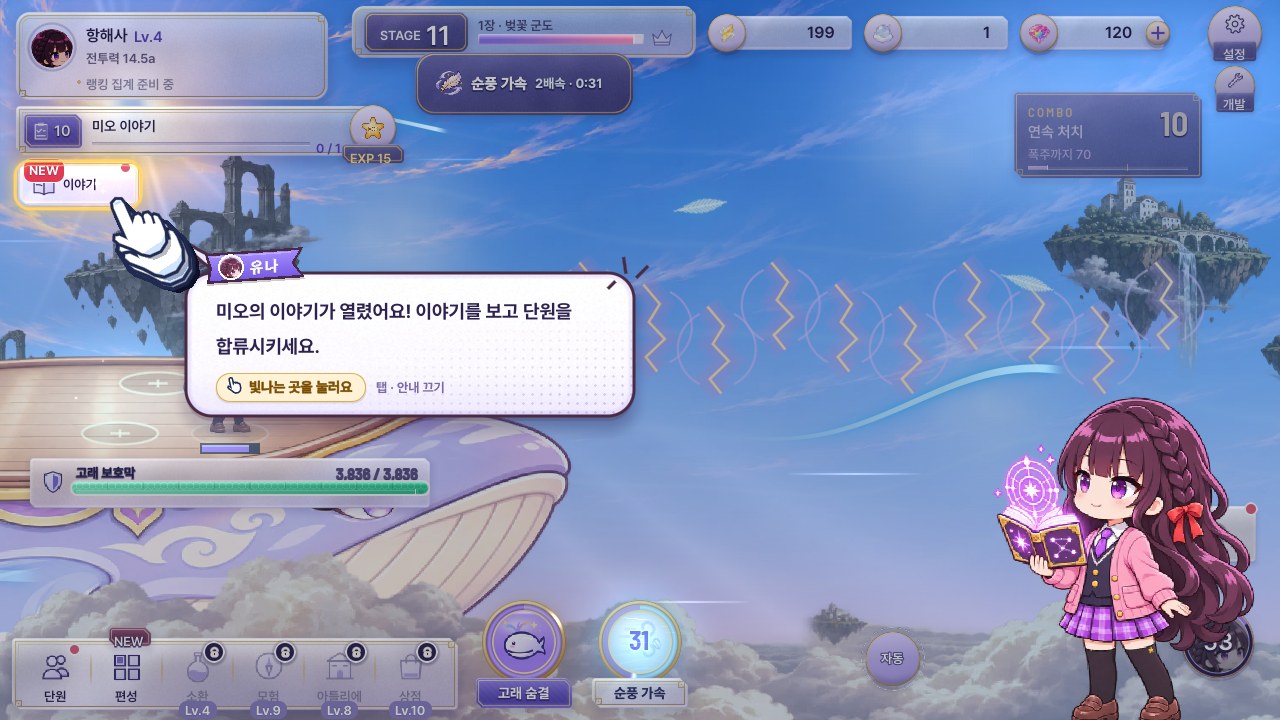 항해사 Lv.4
전투력 14.5a
* 랭킹 집계 준비 중
STAGE 11
1장 · 벚꽃 군도
순풍 가속 2배속 · 0:31
199
1
120
설정
개발
10
미오 이야기
0 / 1
EXP 15
COMBO
연속 처치
10
폭주까지 70
NEW
이야기
유나
미오의 이야기가 열렸어요! 이야기를 보고 단원을
합류시키세요.
빛나는 곳을 눌러요
탭 · 안내 끄기
고래 보호막
3,836 / 3,836
NEW
단원
편성
소환
Lv.4
모험
Lv.9
아틀리에
Lv.8
상점
Lv.10
고래 숨결
31
순풍 가속
자동